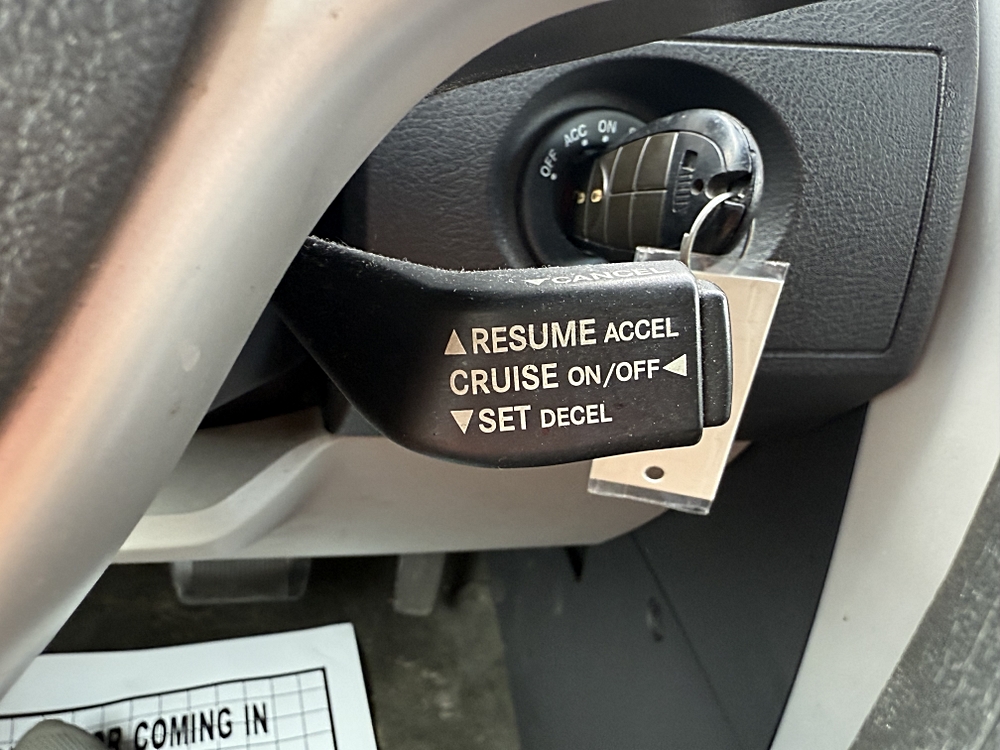 OFF ACC ON
▼CANCEL
▲RESUME ACCEL
CRUISE ON/OFF◀
▼SET DECEL
COMING IN